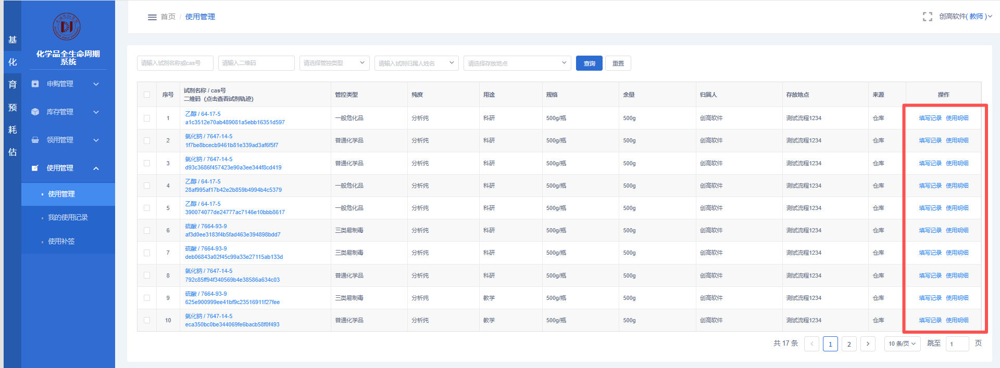 基
化
育
预
耗
估
化学品全生命周期
系统
申购管理
库存管理
领用管理
使用管理
使用管理
我的使用记录
使用补签
首页 / 使用管理
创高软件( 教师 )
请输入试剂名称或cas号 请输入二维码 请选择管控类型 请输入试剂归属人姓名 请选择存放地点 查询 重置
序号 试剂名称 / cas号 管控类型 纯度 用途 规格 余量 归属人 存放地点 来源 操作
二维码（点击查看试剂轨迹）
1 乙醇 / 64-17-5 一般危化品 分析纯 科研 500g/瓶 500g 创高软件 测试流程1234 仓库 填写记录 使用明细
a1c3512e70ab489081a5ebb16351d597
2 氯化钠 / 7647-14-5 普通化学品 分析纯 科研 500g/瓶 500g 创高软件 测试流程1234 仓库 填写记录 使用明细
1f7be8bcecb9461b81e339ad3af6f5f7
3 氯化钠 / 7647-14-5 普通化学品 分析纯 科研 500g/瓶 500g 创高软件 测试流程1234 仓库 填写记录 使用明细
d93c3686f457423e90a3ee344f8cd419
4 乙醇 / 64-17-5 一般危化品 分析纯 科研 500g/瓶 500g 创高软件 测试流程1234 仓库 填写记录 使用明细
28af995af17b42e2b859b4994b4c5379
5 乙醇 / 64-17-5 一般危化品 分析纯 科研 500g/瓶 500g 创高软件 测试流程1234 仓库 填写记录 使用明细
390074077de24777ac7146e10bbb8617
6 硫酸 / 7664-93-9 三类易制毒 分析纯 科研 500g/瓶 500g 创高软件 测试流程1234 仓库 填写记录 使用明细
af3d0ee3183f4b5fad463e394898bdd7
7 硫酸 / 7664-93-9 三类易制毒 分析纯 科研 500g/瓶 500g 创高软件 测试流程1234 仓库 填写记录 使用明细
deb06843a02f45c99a33e27115ab133d
8 氯化钠 / 7647-14-5 普通化学品 分析纯 科研 500g/瓶 500g 创高软件 测试流程1234 仓库 填写记录 使用明细
792c85ff94f340569b4e38586a634c03
9 硫酸 / 7664-93-9 三类易制毒 分析纯 教学 500g/瓶 500g 创高软件 测试流程1234 仓库 填写记录 使用明细
625e900999ee41bf9c23516911f27fee
10 氯化钠 / 7647-14-5 普通化学品 分析纯 教学 500g/瓶 500g 创高软件 测试流程1234 仓库 填写记录 使用明细
eca350bc0be344069fe6bacb58f0f493
共 17 条 1 2 10 条/页 跳至 1 页